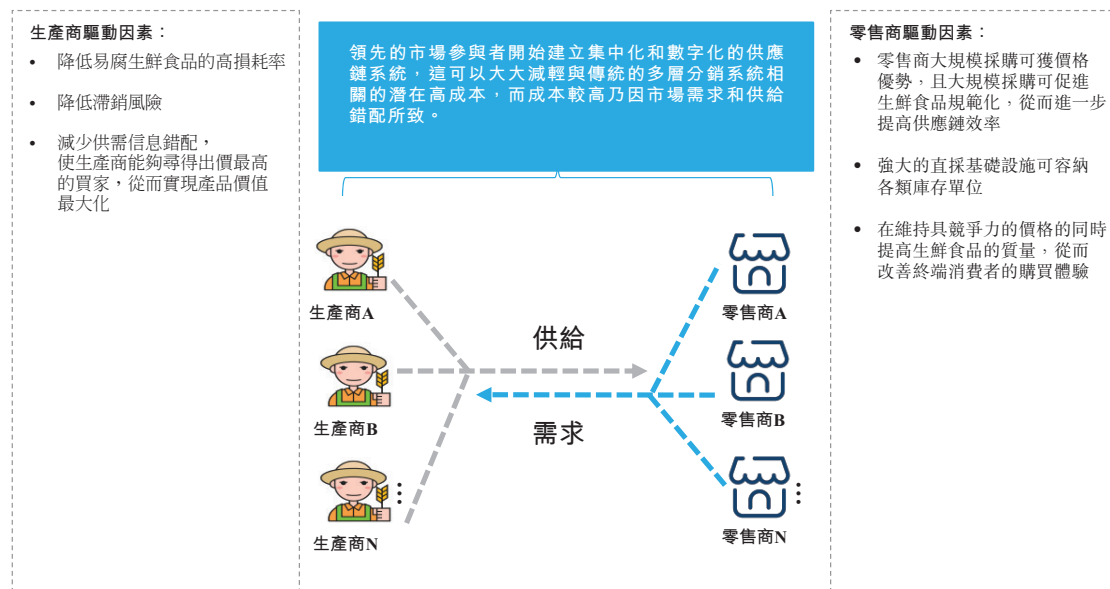 生產商驅動因素：
• 降低易腐生鮮食品的高損耗率
• 降低滯銷風險
• 減少供需信息錯配，
使生產商能夠尋得出價最高
的買家，從而實現產品價值
最大化
領先的市場參與者開始建立集中化和數字化的供應
鏈系統，這可以大大減輕與傳統的多層分銷系統相
關的潛在高成本，而成本較高乃因市場需求和供給
錯配所致。
生產商A
生產商B
⋮
生產商N
供給
需求
零售商A
零售商B
⋮
零售商N
零售商驅動因素：
• 零售商大規模採購可獲價格
優勢，且大規模採購可促進
生鮮食品規範化，從而進一步
提高供應鏈效率
• 強大的直採基礎設施可容納
各類庫存單位
• 在維持具競爭力的價格的同時
提高生鮮食品的質量，從而
改善終端消費者的購買體驗